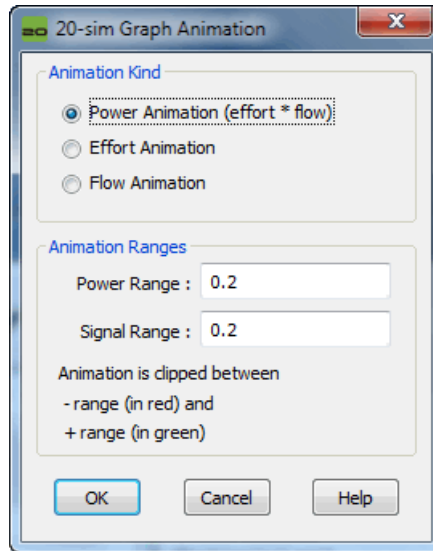 20 20-sim Graph Animation
Animation Kind
Power Animation (effort * flow)
Effort Animation
Flow Animation
Animation Ranges
Power Range : 0.2
Signal Range : 0.2
Animation is clipped between
- range (in red) and
+ range (in green)
OK Cancel Help